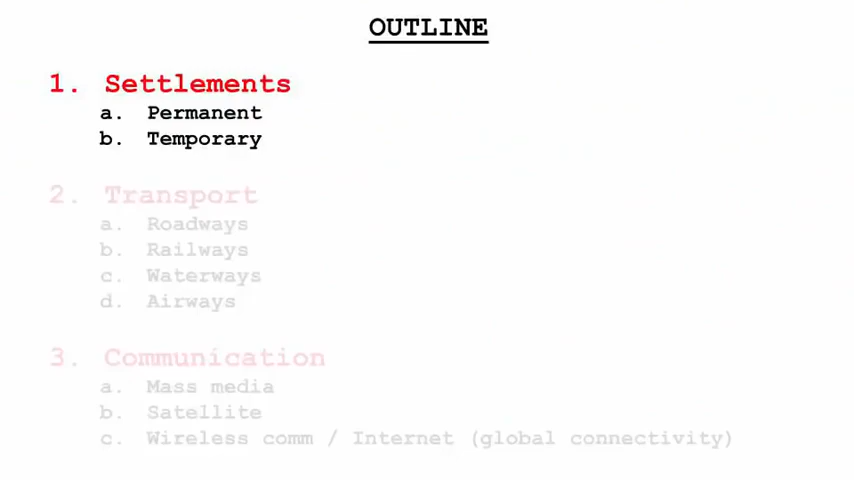 OUTLINE
1. Settlements
a. Permanent
b. Temporary
2. Transport
a. Roadways
b. Railways
c. Waterways
d. Airways
3. Communication
a. Mass media
b. Satellite
c. Wireless comm / Internet (global connectivity)